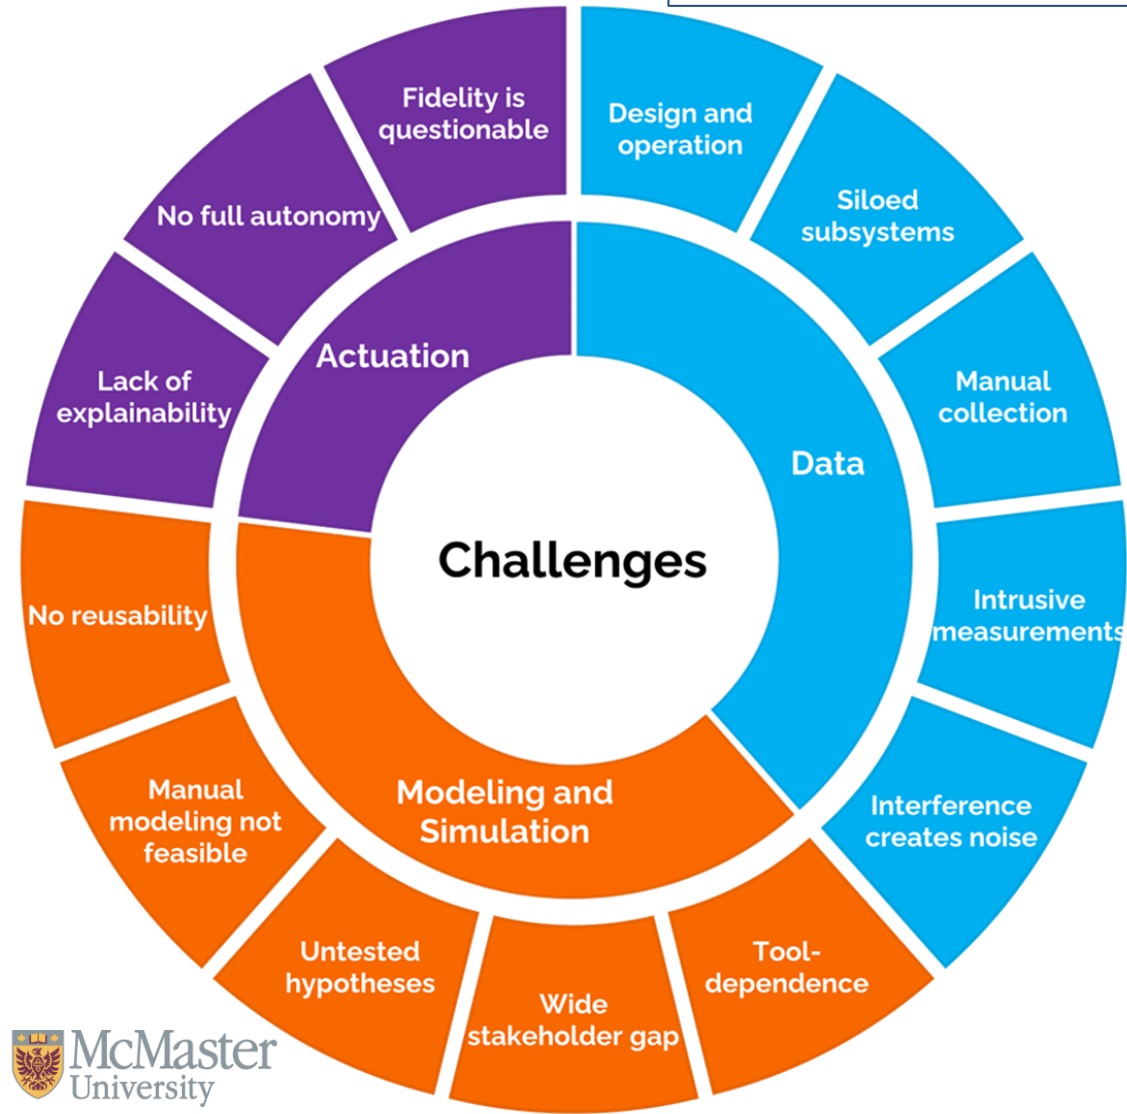 Challenges
Data
Design and
operation
Siloed
subsystems
Manual
collection
Intrusive
measurements
Interference
creates noise
Modeling and
Simulation
Tool-
dependence
Wide
stakeholder gap
Untested
hypotheses
Manual
modeling not
feasible
No reusability
Actuation
Lack of
explainability
No full autonomy
Fidelity is
questionable
McMaster
University